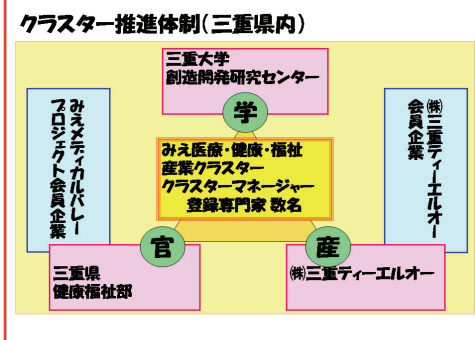 クラスター推進体制(三重県内)
三重大学
創造開発研究センター
学
みえメディカルバレー
プロジェクト会員企業
みえ医療・健康・福祉
産業クラスター
クラスターマネージャー
登録専門家 数名
㈱三重ティーエルオー
会員企業
官
産
三重県
健康福祉部
㈱三重ティーエルオー